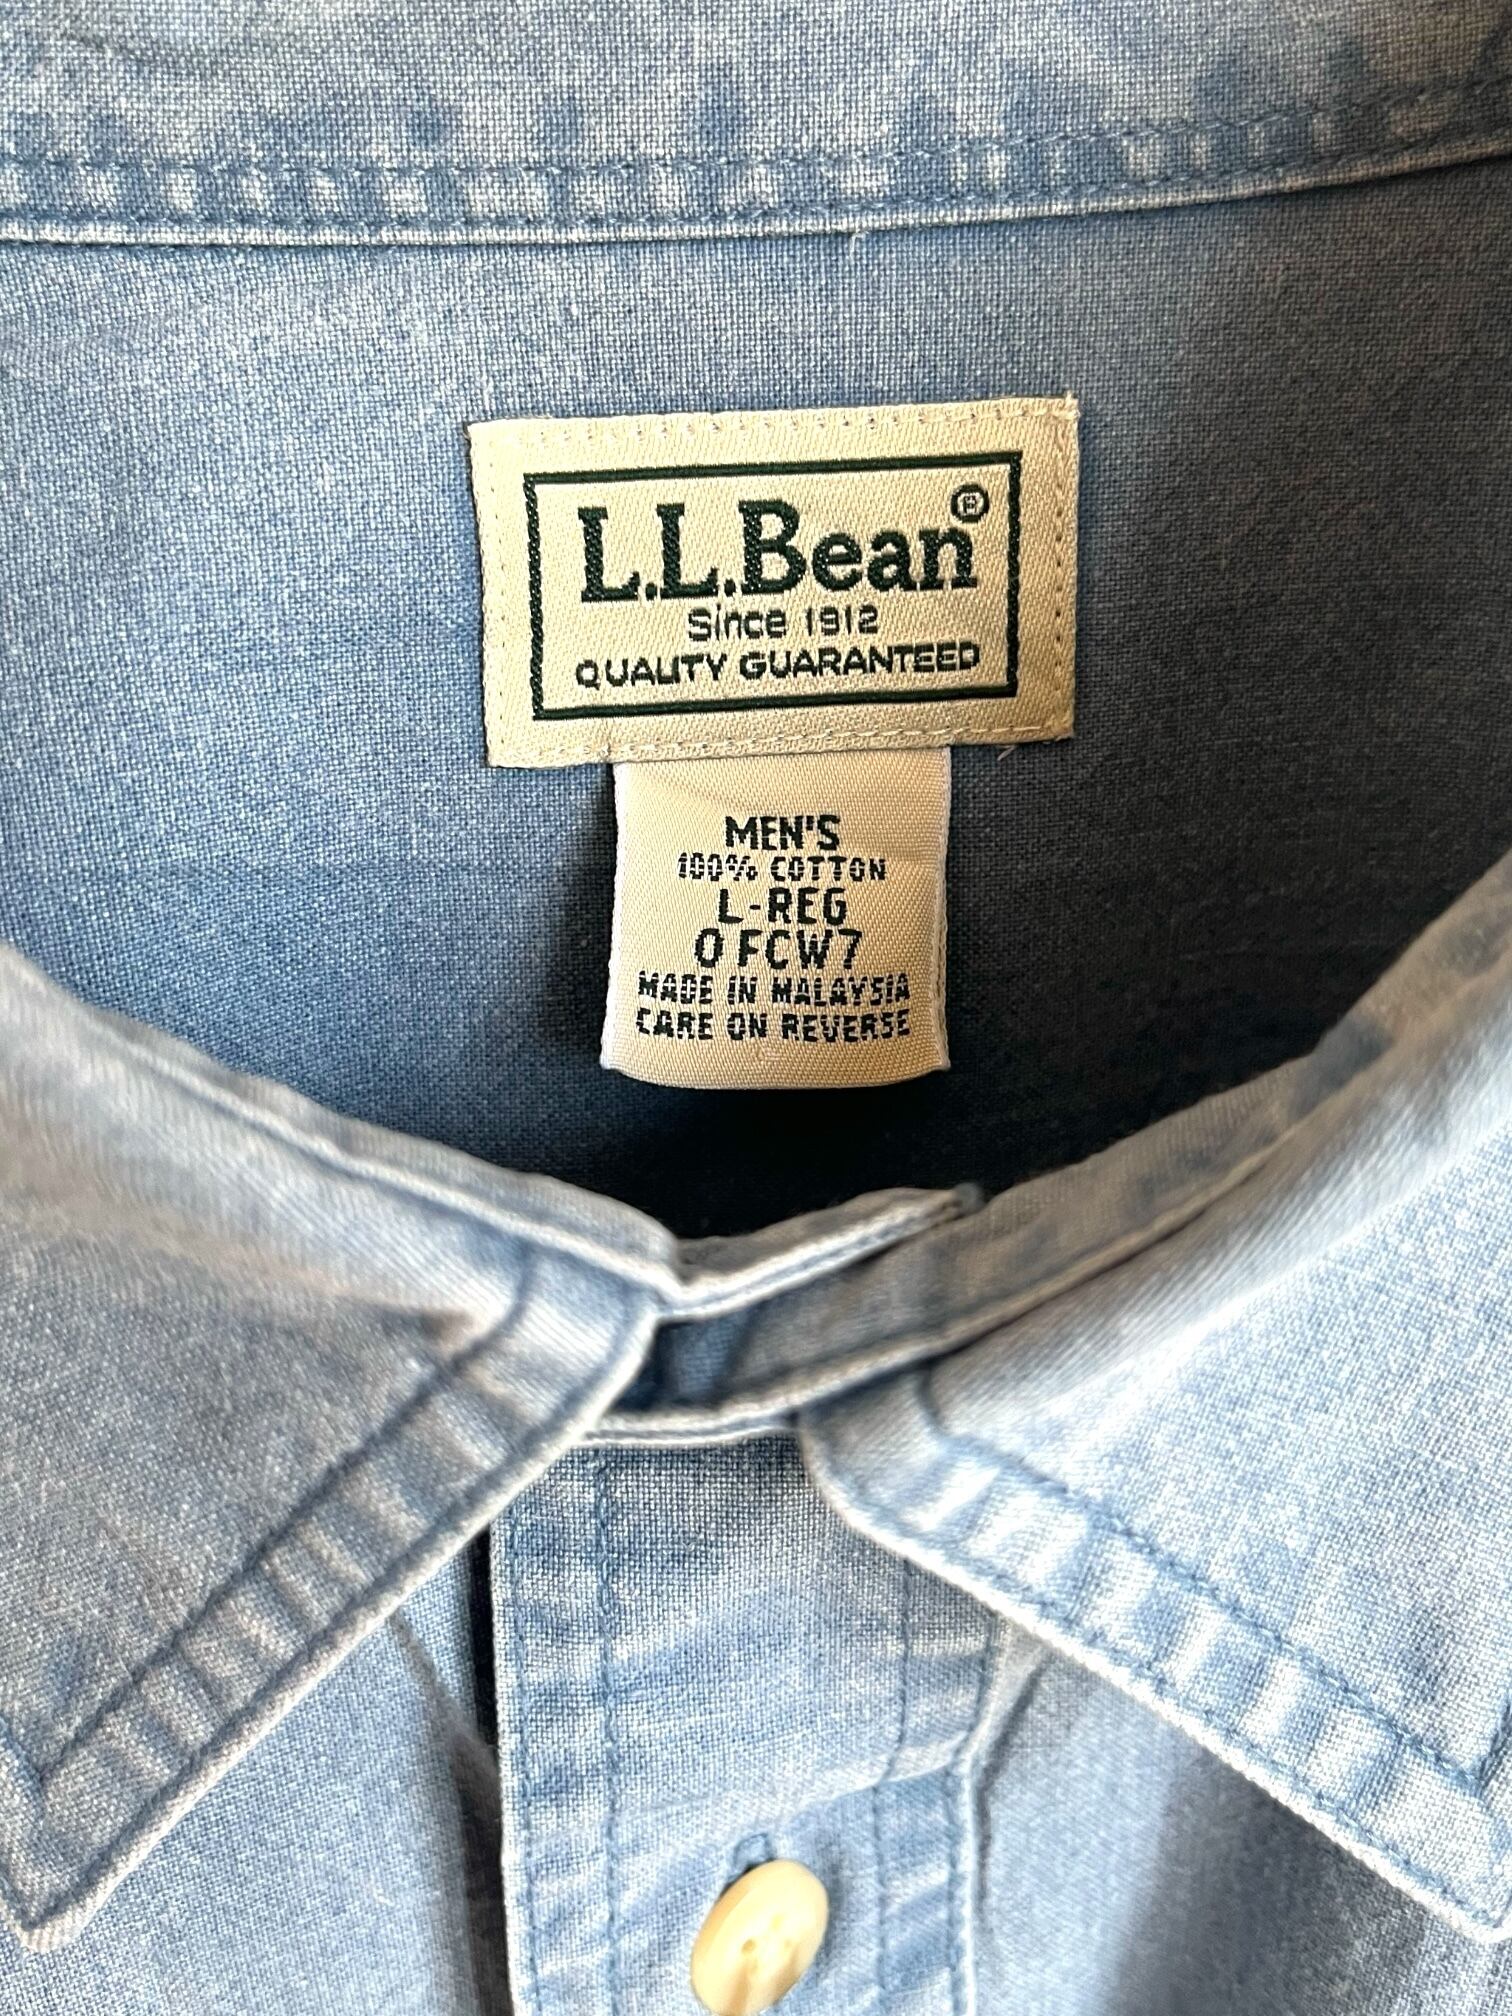 L.L.Bean®
Since 1912
QUALITY GUARANTEED
MEN'S
100% COTTON
L-REG
0 FCW7
MADE IN MALAYSIA
CARE ON REVERSE